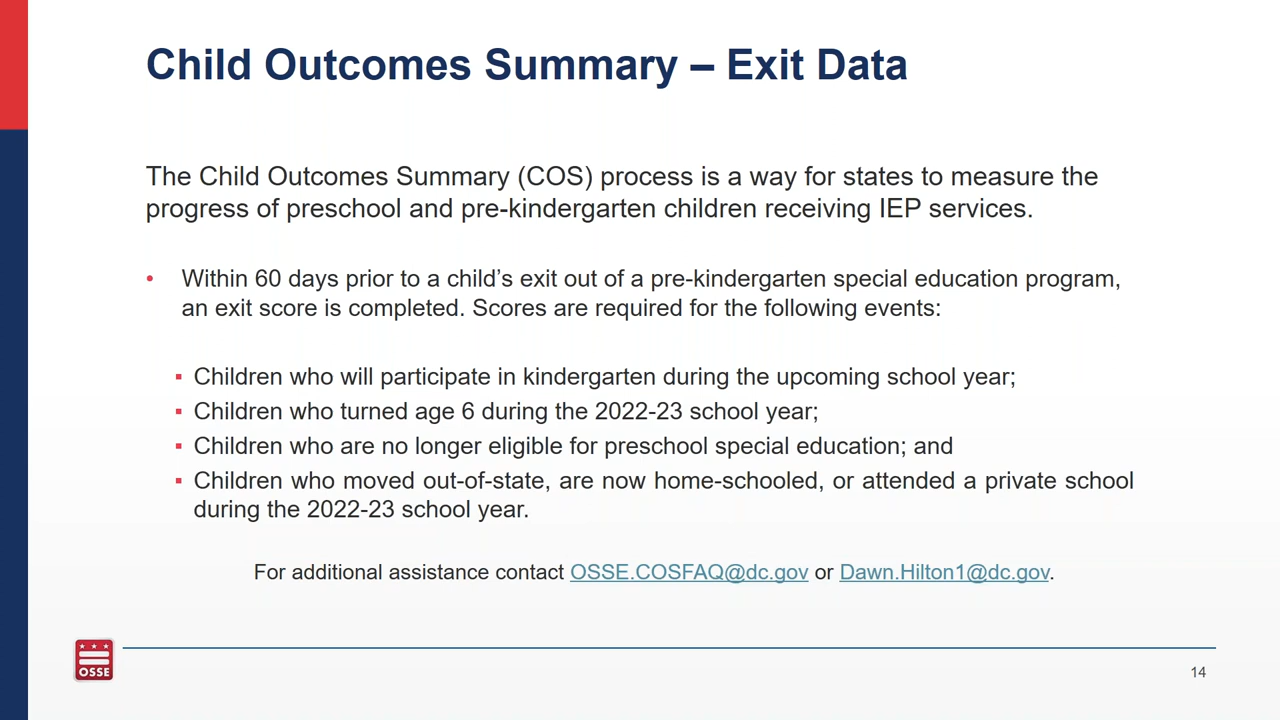 Child Outcomes Summary – Exit Data
The Child Outcomes Summary (COS) process is a way for states to measure the
progress of preschool and pre-kindergarten children receiving IEP services.
• Within 60 days prior to a child’s exit out of a pre-kindergarten special education program,
an exit score is completed. Scores are required for the following events:
▪ Children who will participate in kindergarten during the upcoming school year;
▪ Children who turned age 6 during the 2022-23 school year;
▪ Children who are no longer eligible for preschool special education; and
▪ Children who moved out-of-state, are now home-schooled, or attended a private school
during the 2022-23 school year.
For additional assistance contact OSSE.COSFAQ@dc.gov or Dawn.Hilton1@dc.gov.
OSSE
14